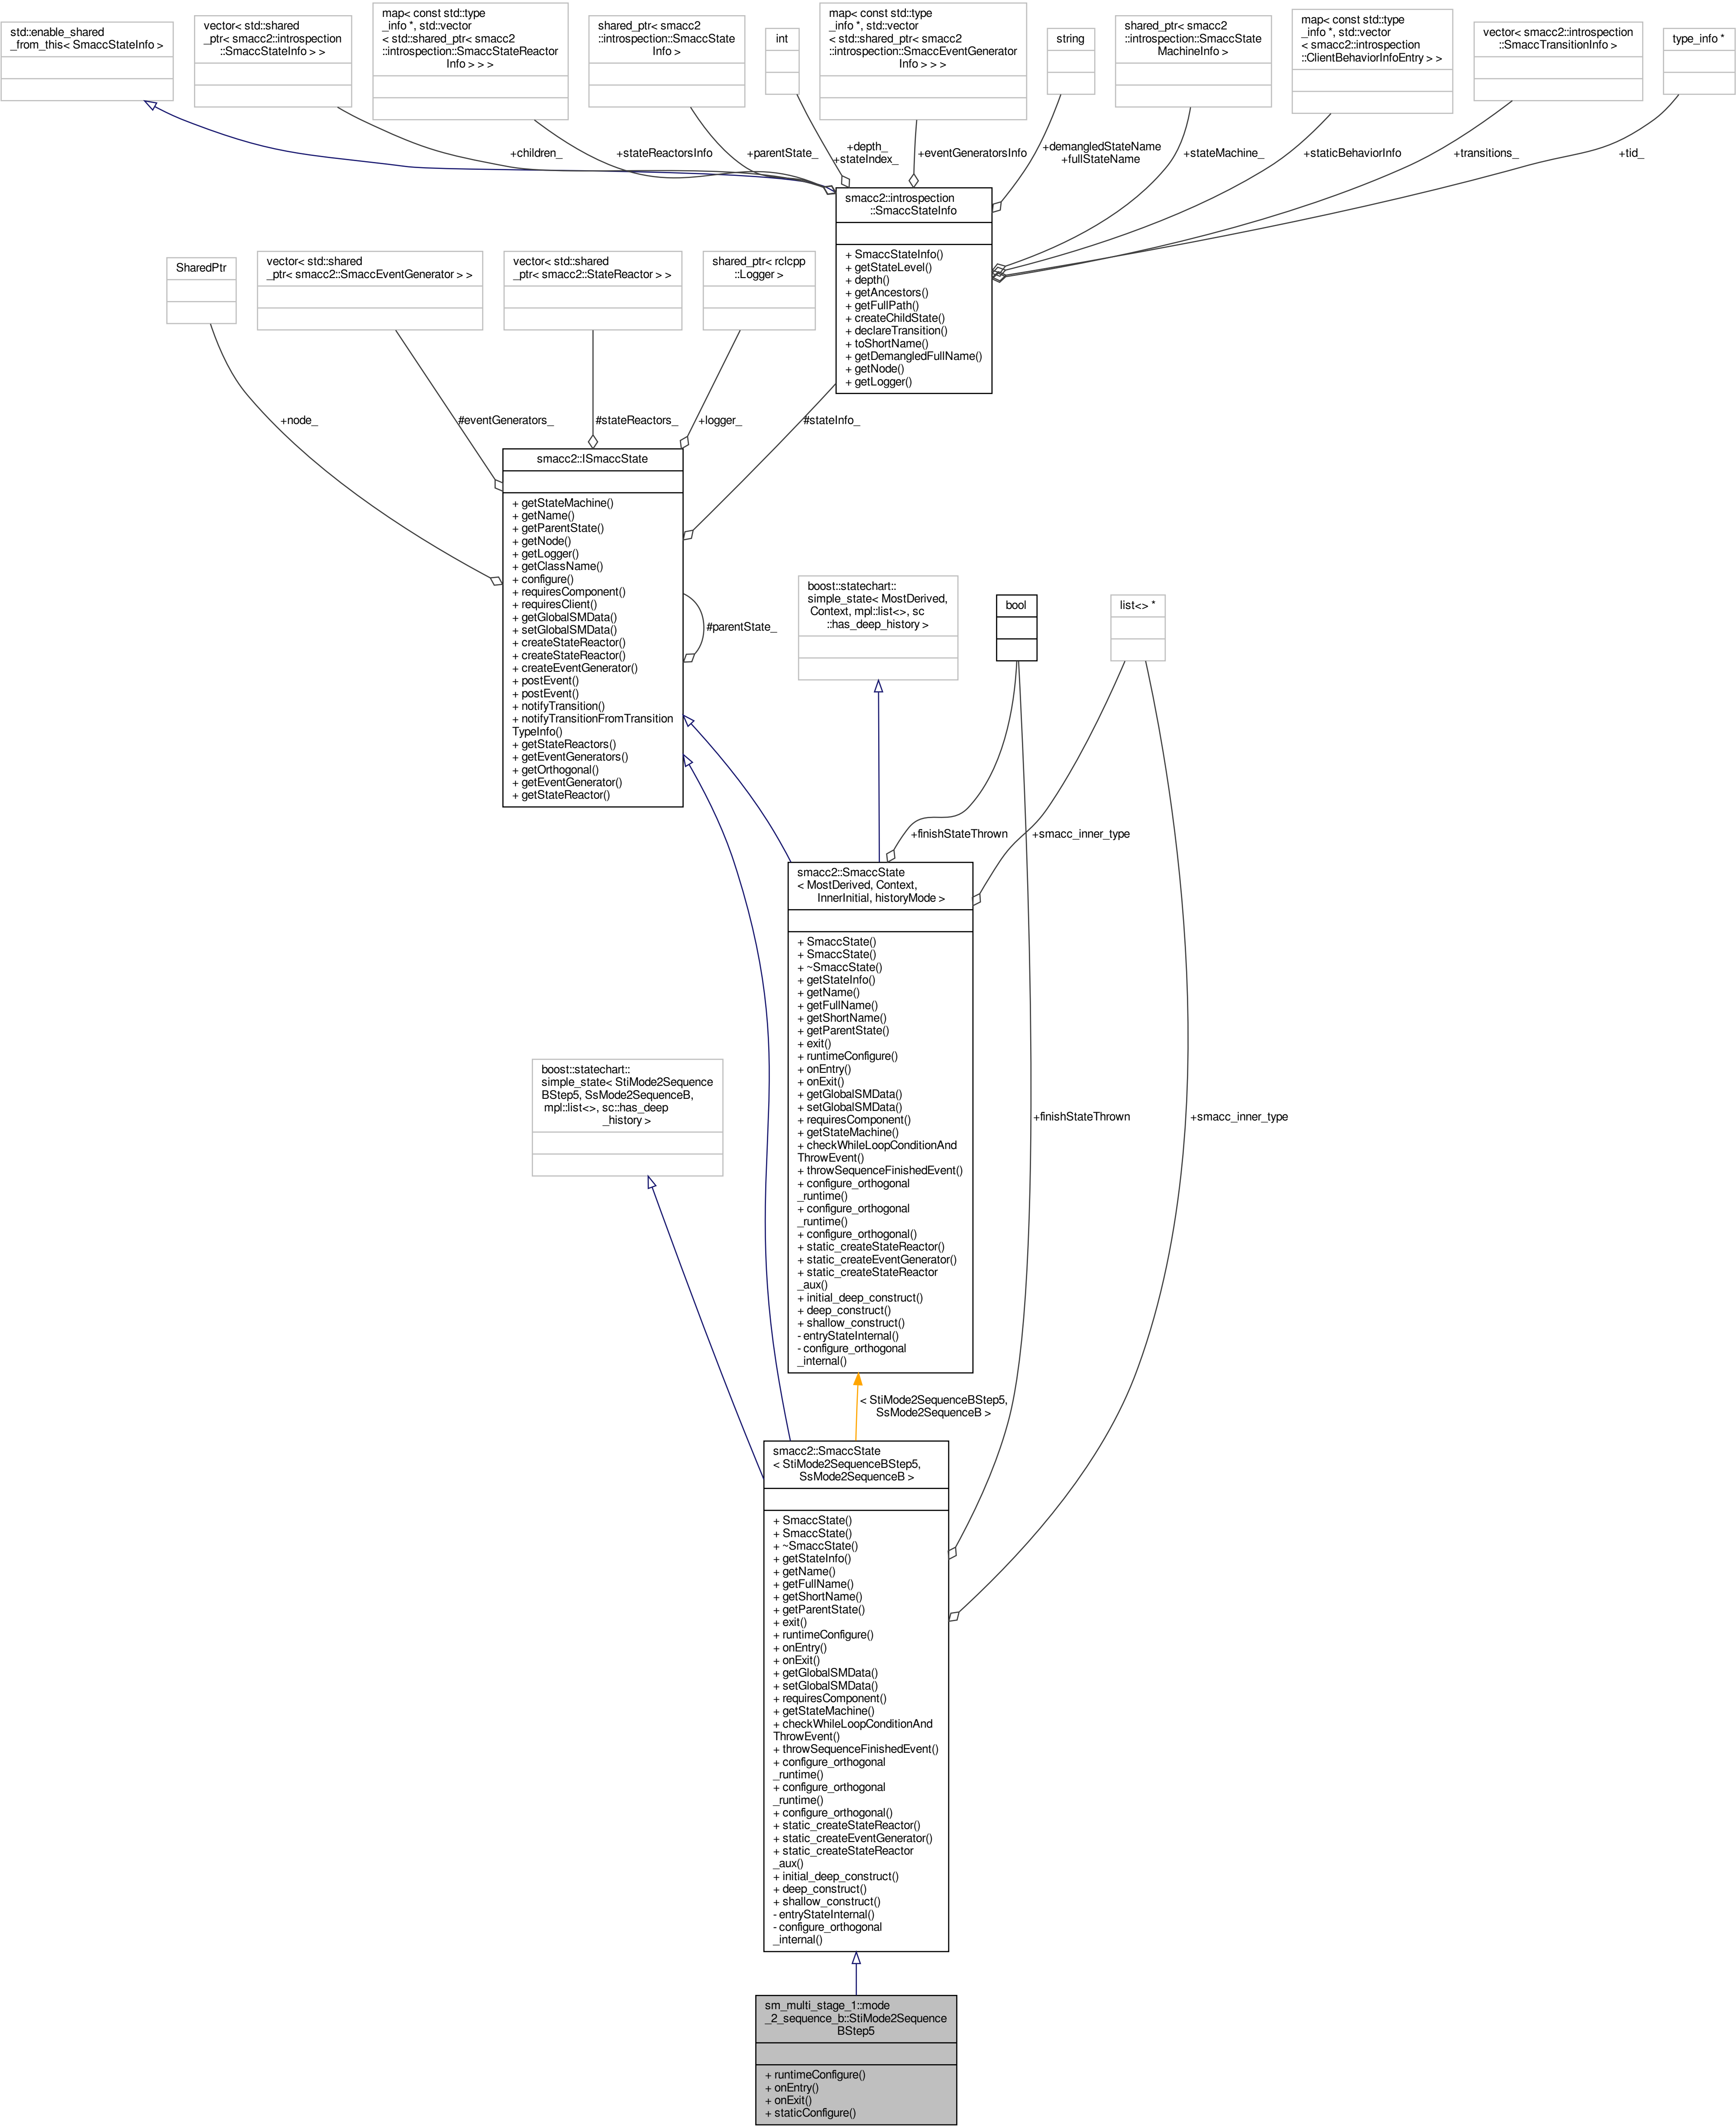 std::enable_shared
_from_this< SmaccStateInfo >
vector< std::shared
_ptr< smacc2::introspection
::SmaccStateInfo > >
map< const std::type
_info *, std::vector
< std::shared_ptr< smacc2
::introspection::SmaccStateReactor
Info > > >
shared_ptr< smacc2
::introspection::SmaccState
Info >
int
map< const std::type
_info *, std::vector
< std::shared_ptr< smacc2
::introspection::SmaccEventGenerator
Info > > >
string
shared_ptr< smacc2
::introspection::SmaccState
MachineInfo >
map< const std::type
_info *, std::vector
< smacc2::introspection
::ClientBehaviorInfoEntry > >
vector< smacc2::introspection
::SmaccTransitionInfo >
type_info *
+children_
+stateReactorsInfo
+parentState_
+depth_
+stateIndex_
+eventGeneratorsInfo
+demangledStateName
+fullStateName
+stateMachine_
+staticBehaviorInfo
+transitions_
+tid_
smacc2::introspection
::SmaccStateInfo
+ SmaccStateInfo()
+ getStateLevel()
+ depth()
+ getAncestors()
+ getFullPath()
+ createChildState()
+ declareTransition()
+ toShortName()
+ getDemangledFullName()
+ getNode()
+ getLogger()
SharedPtr
vector< std::shared
_ptr< smacc2::SmaccEventGenerator > >
vector< std::shared
_ptr< smacc2::StateReactor > >
shared_ptr< rclcpp
::Logger >
+node_
#eventGenerators_
#stateReactors_
+logger_
#stateInfo_
smacc2::ISmaccState
+ getStateMachine()
+ getName()
+ getParentState()
+ getNode()
+ getLogger()
+ getClassName()
+ configure()
+ requiresComponent()
+ requiresClient()
+ getGlobalSMData()
+ setGlobalSMData()
+ createStateReactor()
+ createStateReactor()
+ createEventGenerator()
+ postEvent()
+ postEvent()
+ notifyTransition()
+ notifyTransitionFromTransition
TypeInfo()
+ getStateReactors()
+ getEventGenerators()
+ getOrthogonal()
+ getEventGenerator()
+ getStateReactor()
#parentState_
boost::statechart::
simple_state< MostDerived,
Context, mpl::list<>, sc
::has_deep_history >
bool
list<> *
+finishStateThrown
+smacc_inner_type
smacc2::SmaccState
< MostDerived, Context,
InnerInitial, historyMode >
+ SmaccState()
+ SmaccState()
+ ~SmaccState()
+ getStateInfo()
+ getName()
+ getFullName()
+ getShortName()
+ getParentState()
+ exit()
+ runtimeConfigure()
+ onEntry()
+ onExit()
+ getGlobalSMData()
+ setGlobalSMData()
+ requiresComponent()
+ getStateMachine()
+ checkWhileLoopConditionAnd
ThrowEvent()
+ throwSequenceFinishedEvent()
+ configure_orthogonal
_runtime()
+ configure_orthogonal
_runtime()
+ configure_orthogonal()
+ static_createStateReactor()
+ static_createEventGenerator()
+ static_createStateReactor
_aux()
+ initial_deep_construct()
+ deep_construct()
+ shallow_construct()
- entryStateInternal()
- configure_orthogonal
_internal()
boost::statechart::
simple_state< StiMode2Sequence
BStep5, SsMode2SequenceB,
mpl::list<>, sc::has_deep
_history >
+finishStateThrown
+smacc_inner_type
< StiMode2SequenceBStep5,
SsMode2SequenceB >
smacc2::SmaccState
< StiMode2SequenceBStep5,
SsMode2SequenceB >
+ SmaccState()
+ SmaccState()
+ ~SmaccState()
+ getStateInfo()
+ getName()
+ getFullName()
+ getShortName()
+ getParentState()
+ exit()
+ runtimeConfigure()
+ onEntry()
+ onExit()
+ getGlobalSMData()
+ setGlobalSMData()
+ requiresComponent()
+ getStateMachine()
+ checkWhileLoopConditionAnd
ThrowEvent()
+ throwSequenceFinishedEvent()
+ configure_orthogonal
_runtime()
+ configure_orthogonal
_runtime()
+ configure_orthogonal()
+ static_createStateReactor()
+ static_createEventGenerator()
+ static_createStateReactor
_aux()
+ initial_deep_construct()
+ deep_construct()
+ shallow_construct()
- entryStateInternal()
- configure_orthogonal
_internal()
sm_multi_stage_1::mode
_2_sequence_b::StiMode2Sequence
BStep5
+ runtimeConfigure()
+ onEntry()
+ onExit()
+ staticConfigure()